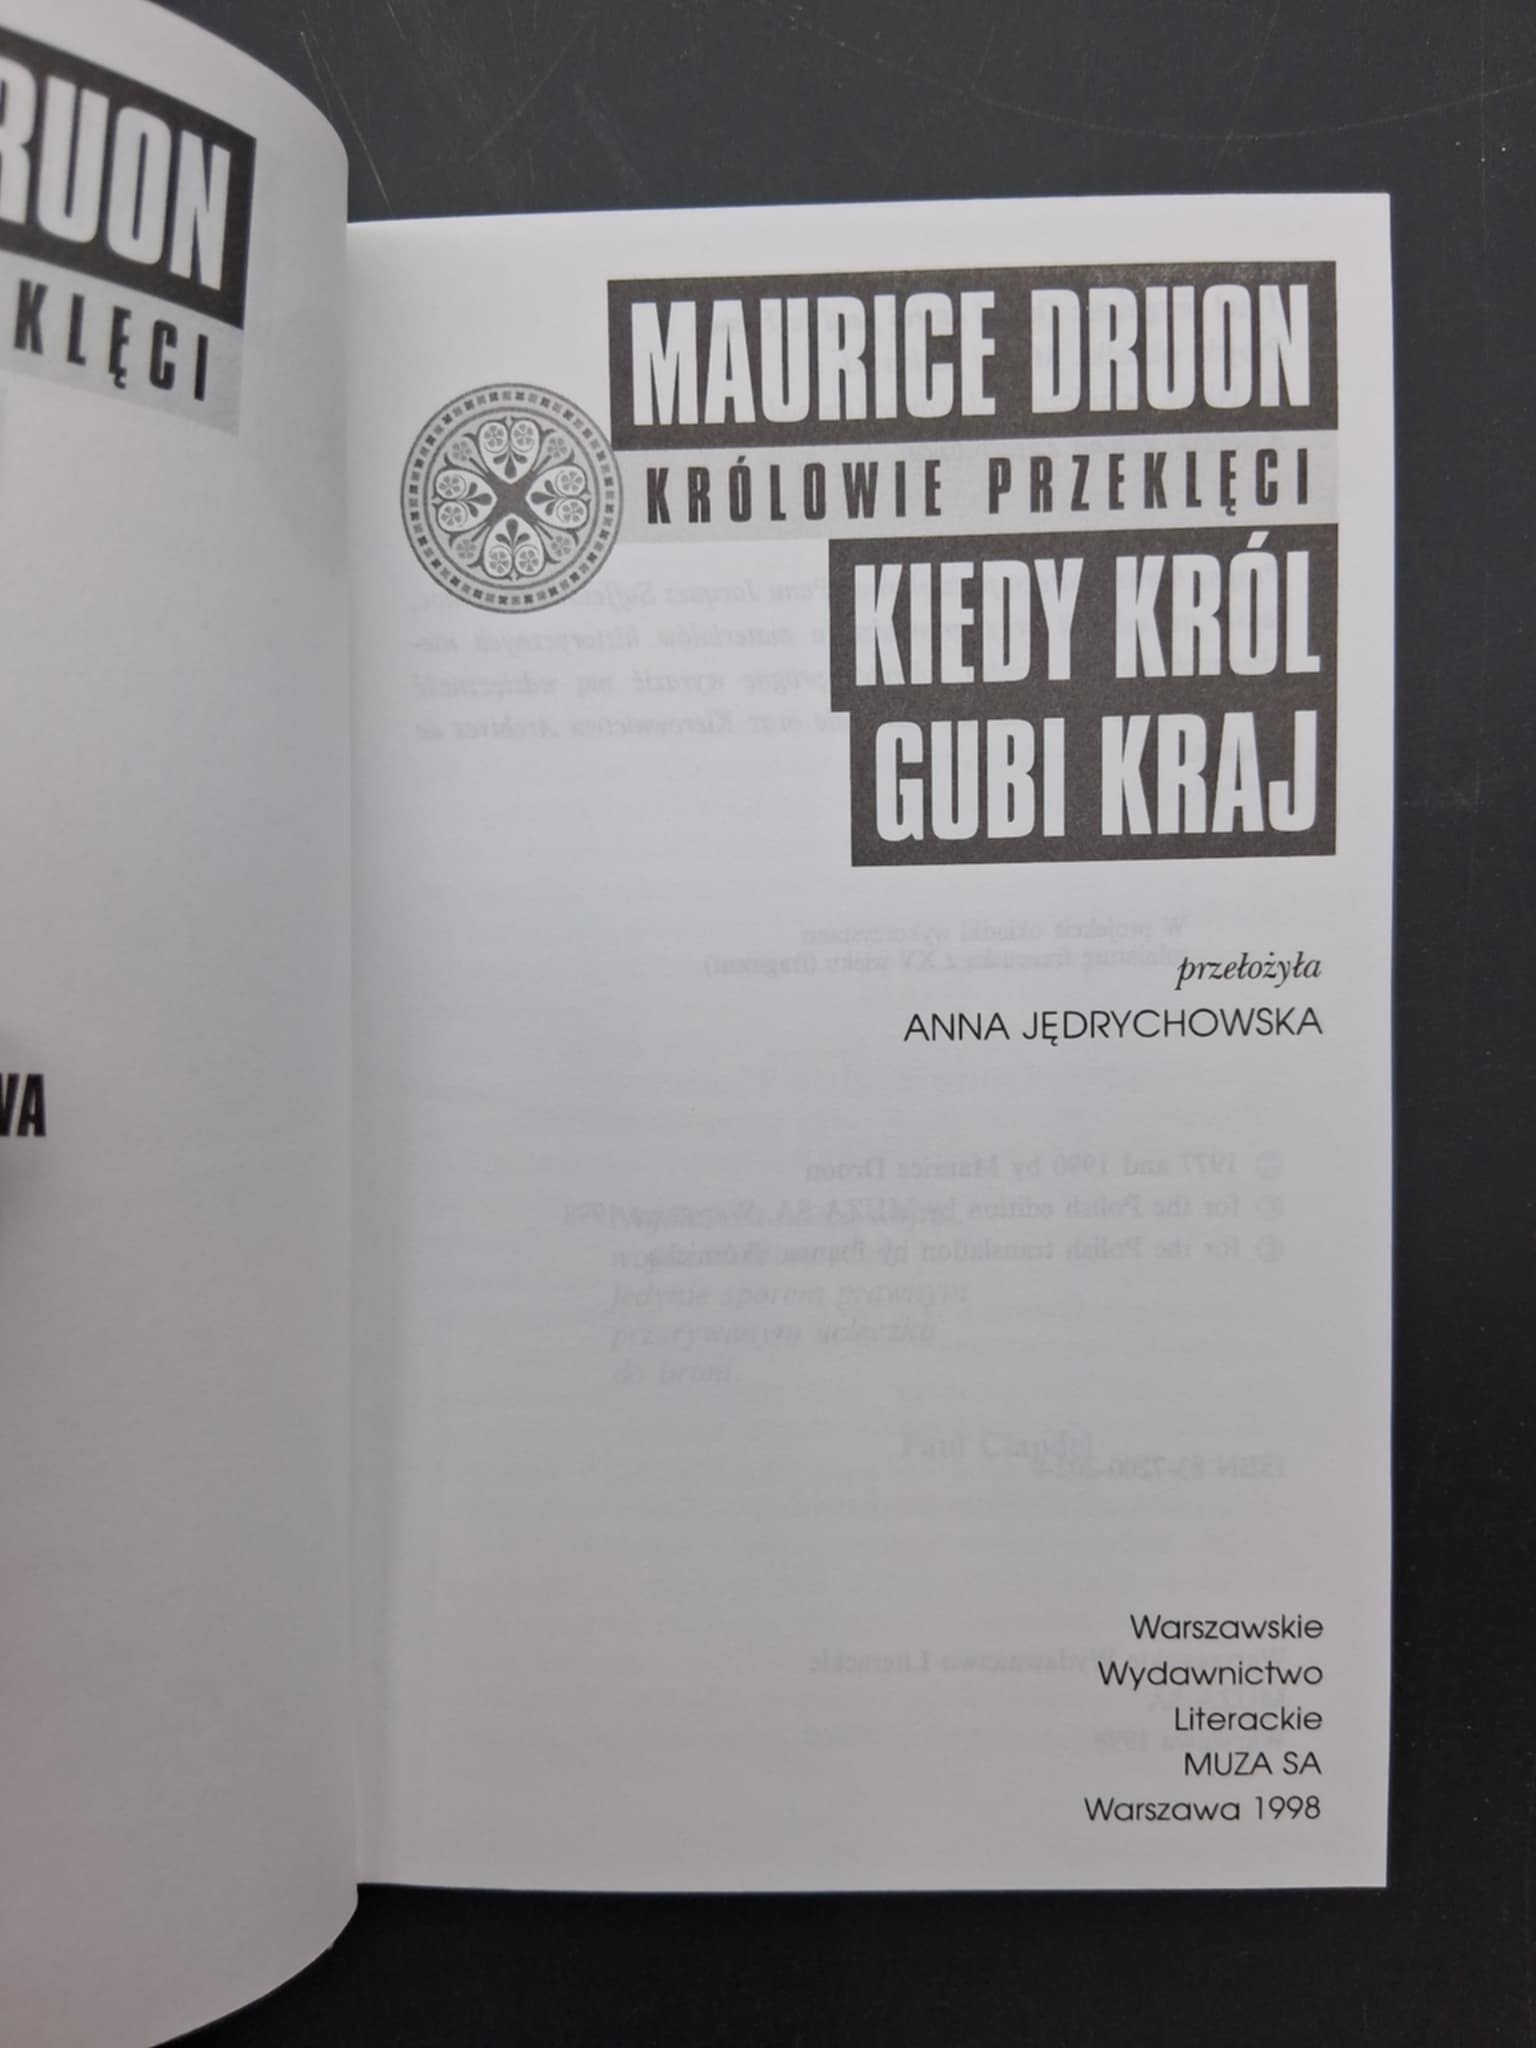 RUON
KLĘCI
WA
MAURICE DRUON
KRÓLOWIE PRZEKLĘCI
KIEDY KRÓL
GUBI KRAJ
przełożyła
ANNA JĘDRYCHOWSKA
Warszawskie
Wydawnictwo
Literackie
MUZA SA
Warszawa 1998